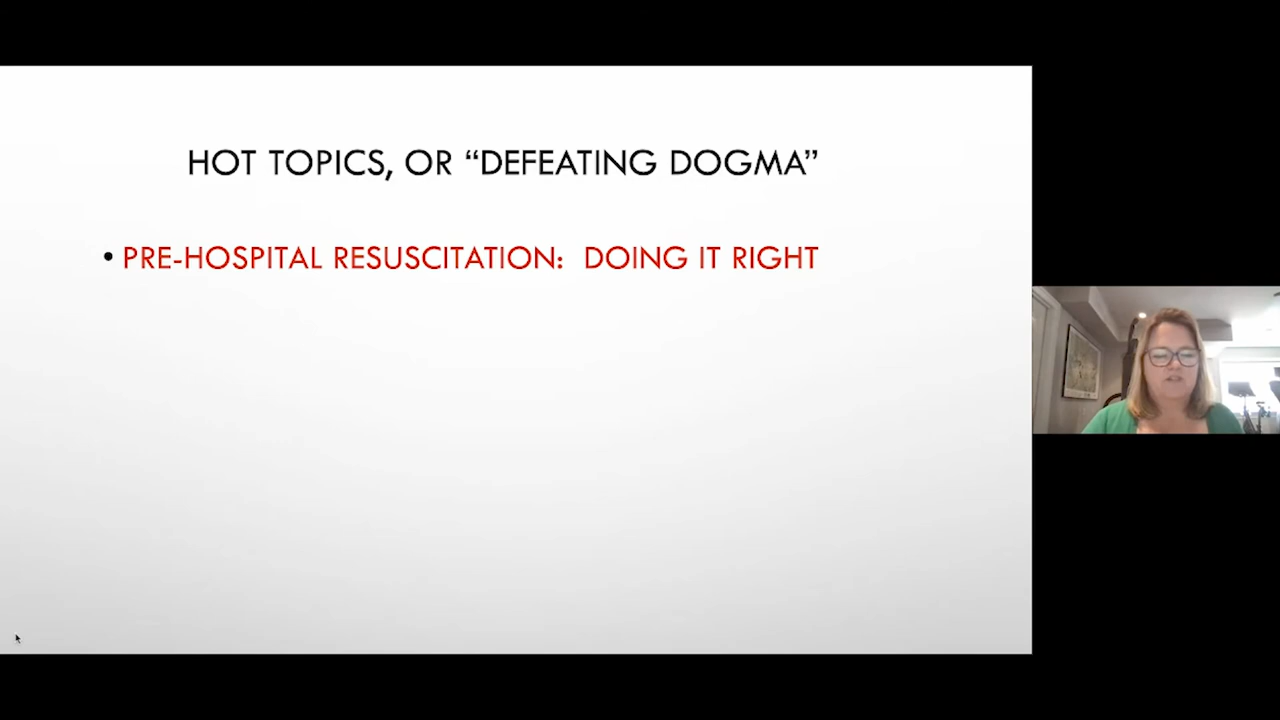 HOT TOPICS, OR “DEFEATING DOGMA”
• PRE-HOSPITAL RESUSCITATION:  DOING IT RIGHT